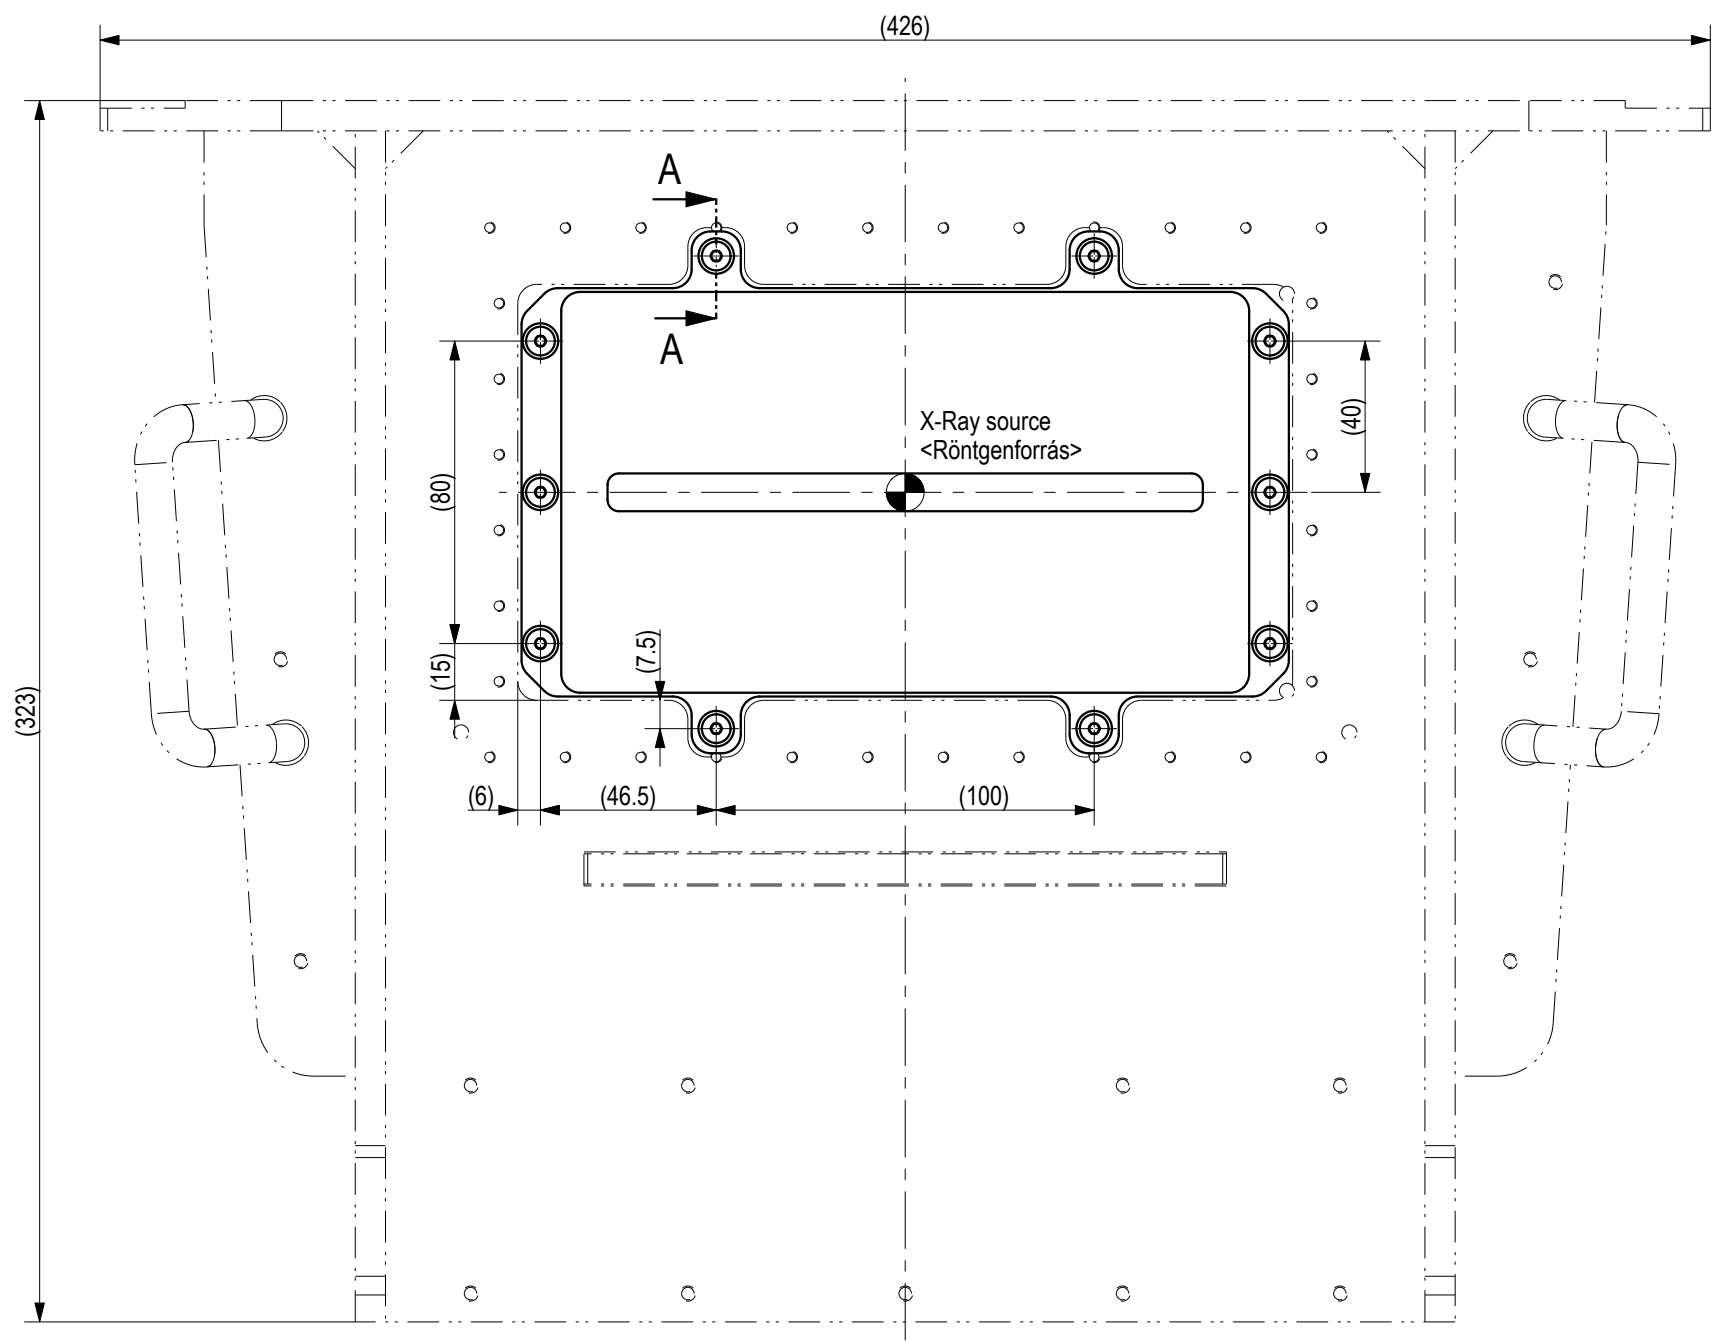 (426)
A
A
X-Ray source
<Röntgenforrás>
(40)
(80)
(15)
(7.5)
(323)
(6)
(46.5)
(100)